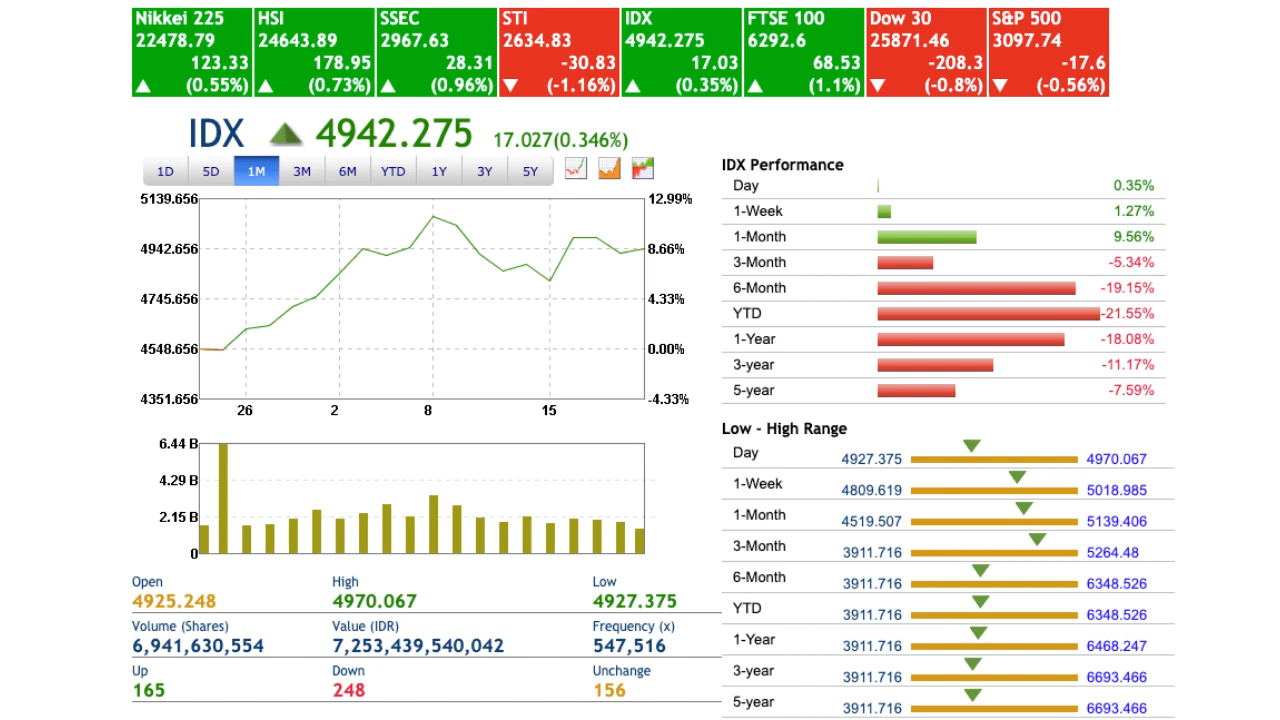 Nikkei 225 HSI SSEC STI IDX FTSE 100 Dow 30 S&P 500
22478.79 24643.89 2967.63 2634.83 4942.275 6292.6 25871.46 3097.74
123.33 178.95 28.31 -30.83 17.03 68.53 -208.3 -17.6
(0.55%) (0.73%) (0.96%) (-1.16%) (0.35%) (1.1%) (-0.8%) (-0.56%)
IDX 4942.275 17.027(0.346%)
1D 5D 1M 3M 6M YTD 1Y 3Y 5Y
5139.656 12.99%
4942.656 8.66%
4745.656 4.33%
4548.656 0.00%
4351.656 -4.33%
26 2 8 15
6.44 B
4.29 B
2.15 B
0
Open High Low
4925.248 4970.067 4927.375
Volume (Shares) Value (IDR) Frequency (x)
6,941,630,554 7,253,439,540,042 547,516
Up Down Unchange
165 248 156
IDX Performance
Day 0.35%
1-Week 1.27%
1-Month 9.56%
3-Month -5.34%
6-Month -19.15%
YTD -21.55%
1-Year -18.08%
3-year -11.17%
5-year -7.59%
Low - High Range
Day 4927.375 4970.067
1-Week 4809.619 5018.985
1-Month 4519.507 5139.406
3-Month 3911.716 5264.48
6-Month 3911.716 6348.526
YTD 3911.716 6348.526
1-Year 3911.716 6468.247
3-year 3911.716 6693.466
5-year 3911.716 6693.466